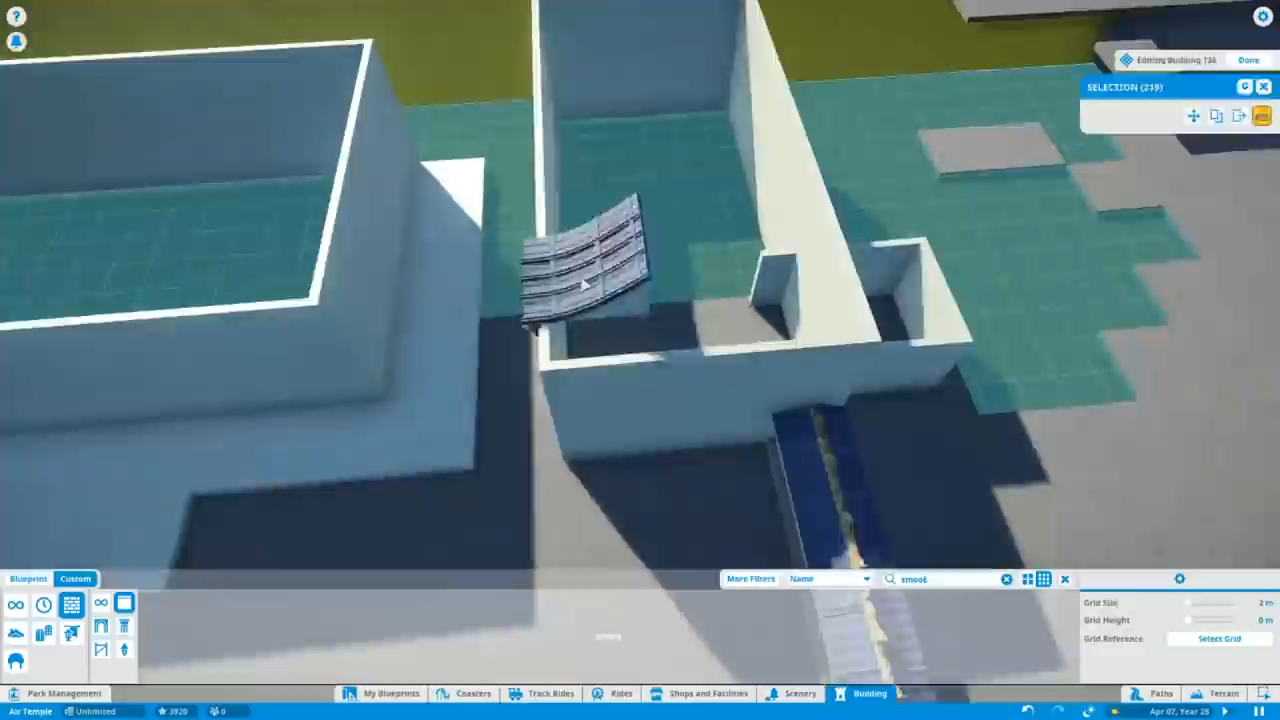 ?
Editing Building 136
Done
SELECTION (239)
Blueprint
Custom
More Filters
Name
smooE
Grid Size
2 m
Grid Height
0 m
Grid Reference
Select Grid
Park Management
My Blueprints
Coasters
Track Rides
Rides
Shops and Facilities
Scenery
Building
Paths
Terrain
Air Temple
Unlimited
3920
0
Apr 07, Year 28